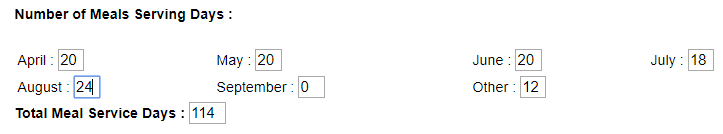 Number of Meals Serving Days :
April : 20 May : 20 June : 20 July : 18
August : 24 September : 0 Other : 12
Total Meal Service Days : 114